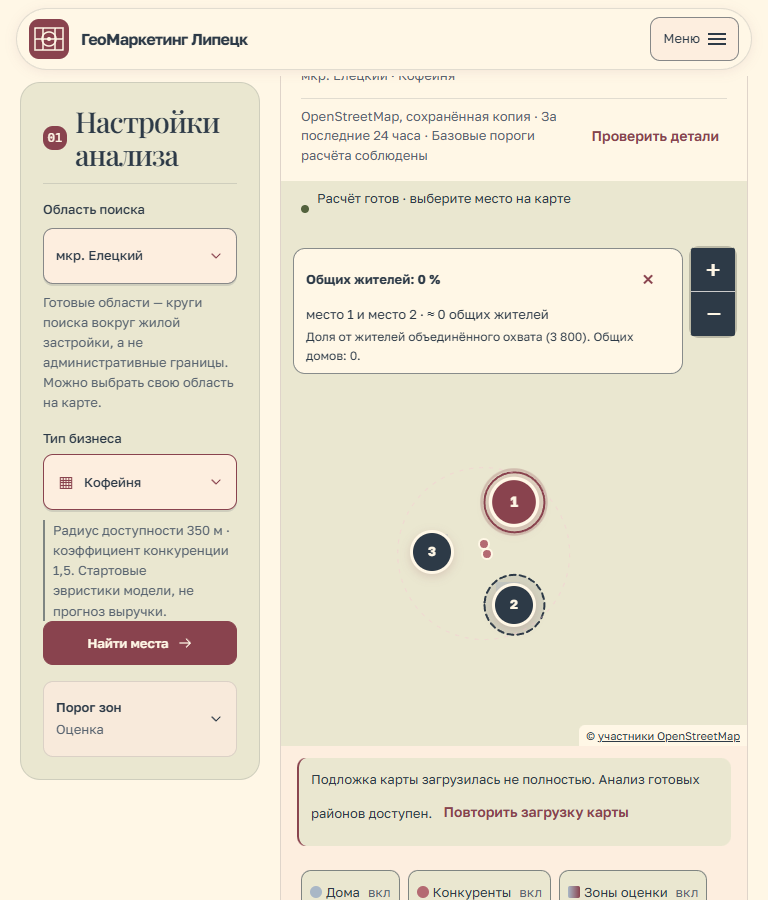 ГеоМаркетинг Липецк
Меню
01
Настройки
анализа
Область поиска
мкр. Елецкий
Готовые области — круги
поиска вокруг жилой
застройки, а не
административные границы.
Можно выбрать свою область
на карте.
Тип бизнеса
Кофейня
Радиус доступности 350 м ·
коэффициент конкуренции
1,5. Стартовые
эвристики модели, не
прогноз выручки.
Найти места →
Порог зон
Оценка
мкр. Елецкий · Кофейня
OpenStreetMap, сохранённая копия · За
последние 24 часа · Базовые пороги
расчёта соблюдены
Проверить детали
Расчёт готов · выберите место на карте
Общих жителей: 0 %
×
место 1 и место 2 · ≈ 0 общих жителей
Доля от жителей объединённого охвата (3 800). Общих
домов: 0.
+
−
1
3
2
© участники OpenStreetMap
Подложка карты загрузилась не полностью. Анализ готовых
районов доступен. Повторить загрузку карты
Дома вкл
Конкуренты вкл
Зоны оценки вкл